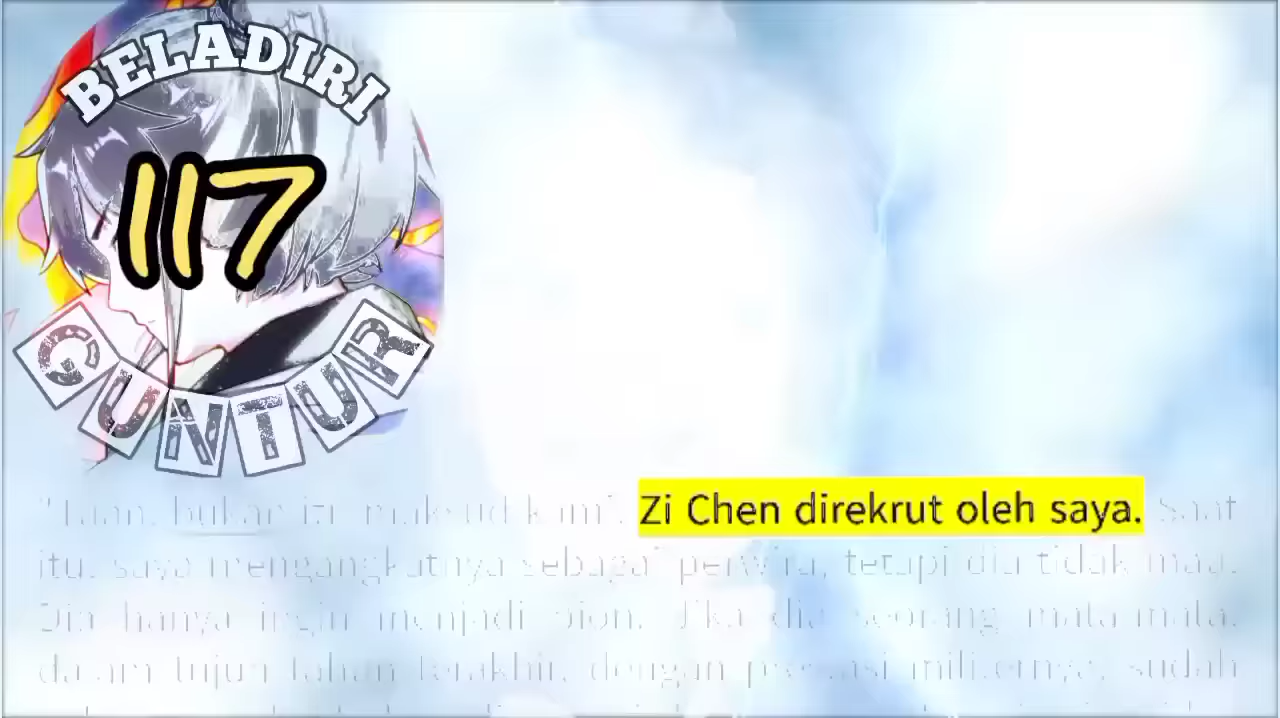 BELADIRI
117
GUNTUR
"Tuan, bukan itu maksud kami". Zi Chen direkrut oleh saya. Saat
itu, saya mengangkatnya sebagai perwira, tetapi dia tidak mau.
Dia hanya ingin menjadi pion. Jika dia seorang mata-mata,
dalam tujuh tahun terakhir, dengan prestasi militernya, sudah